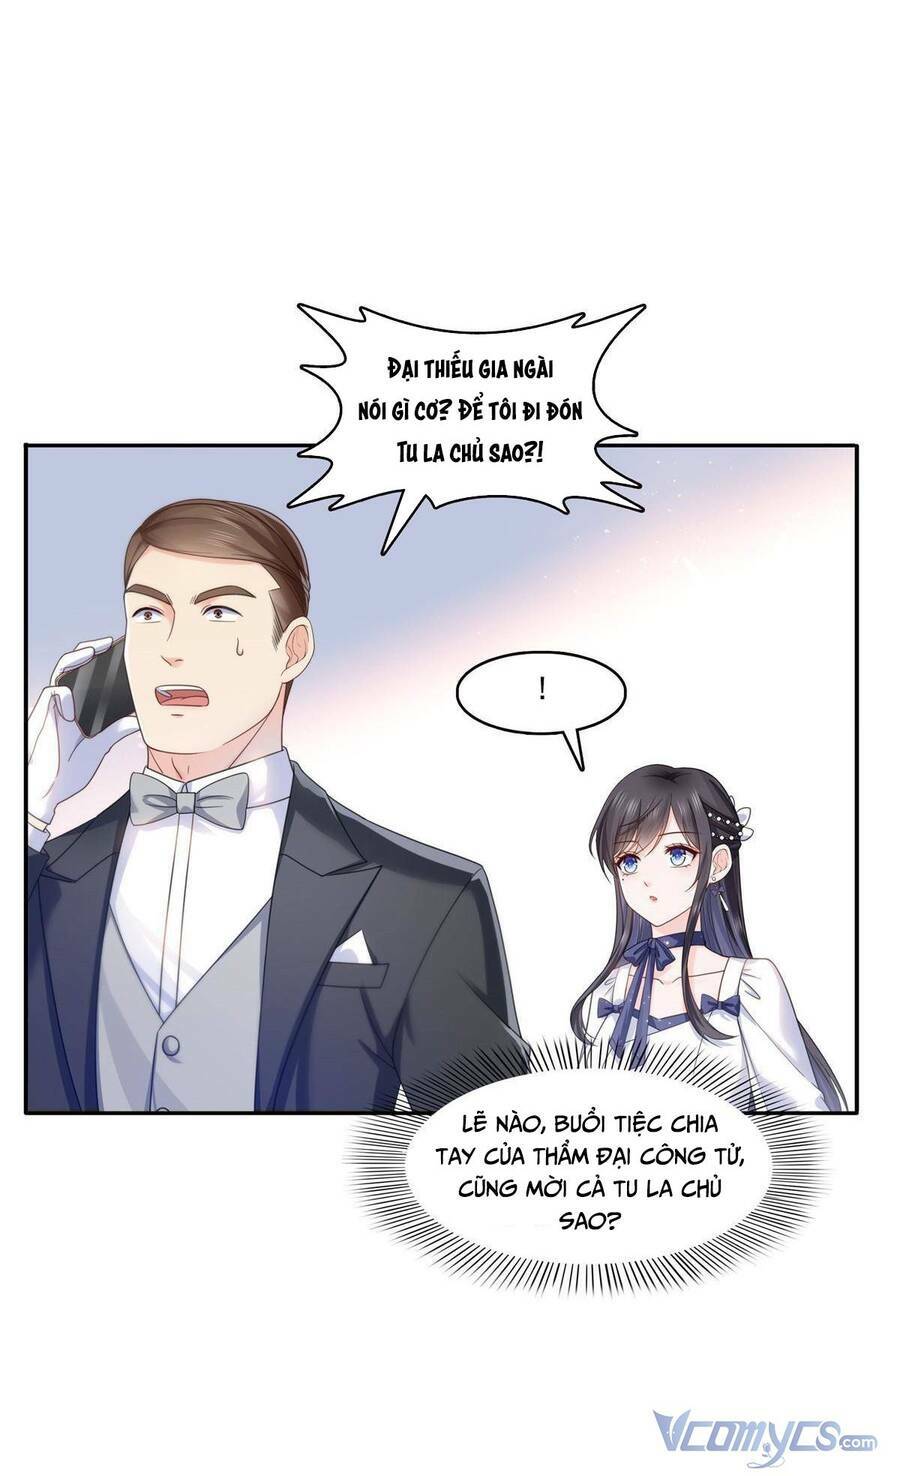 ĐẠI THIẾU GIA NGÀI
NÓI GÌ CƠ? ĐỂ TÔI ĐI ĐÓN
TU LA CHỦ SAO?!
!
LẼ NÀO, BUỔI TIỆC CHIA
TAY CỦA THẨM ĐẠI CÔNG TỬ,
CŨNG MỜI CẢ TU LA CHỦ
SAO?
VCOMYCS.com